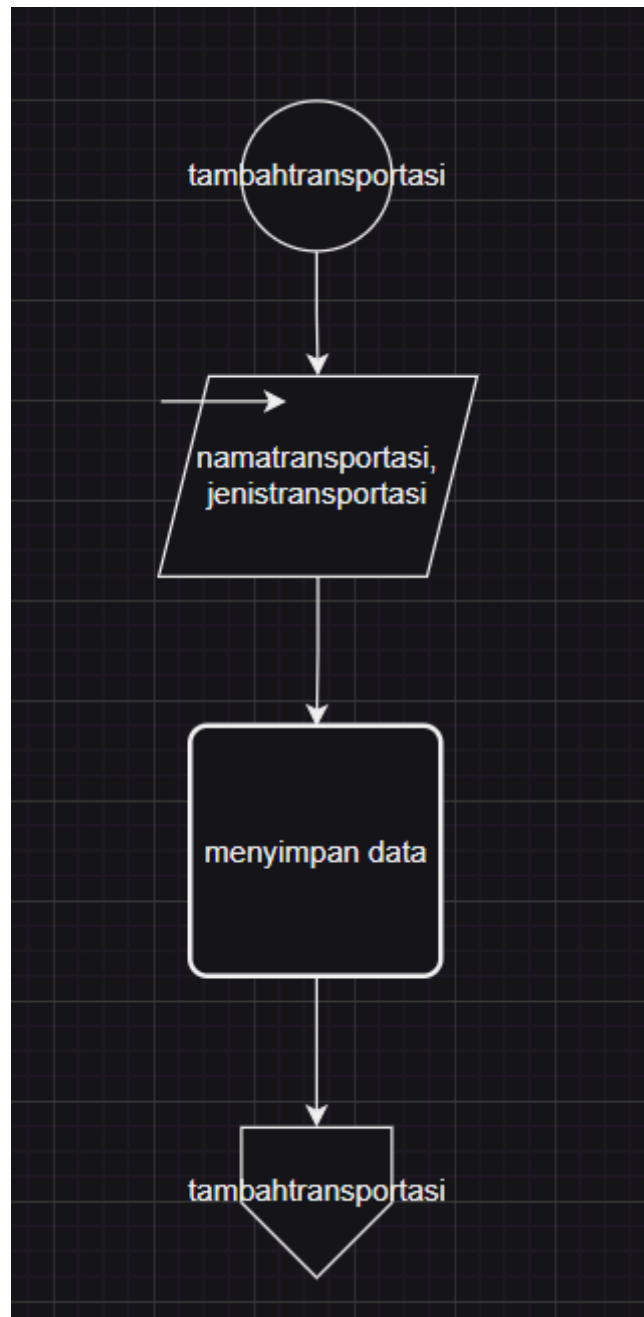 tambahtransportasi
namatransportasi,
jenistransportasi
menyimpan data
tambahtransportasi